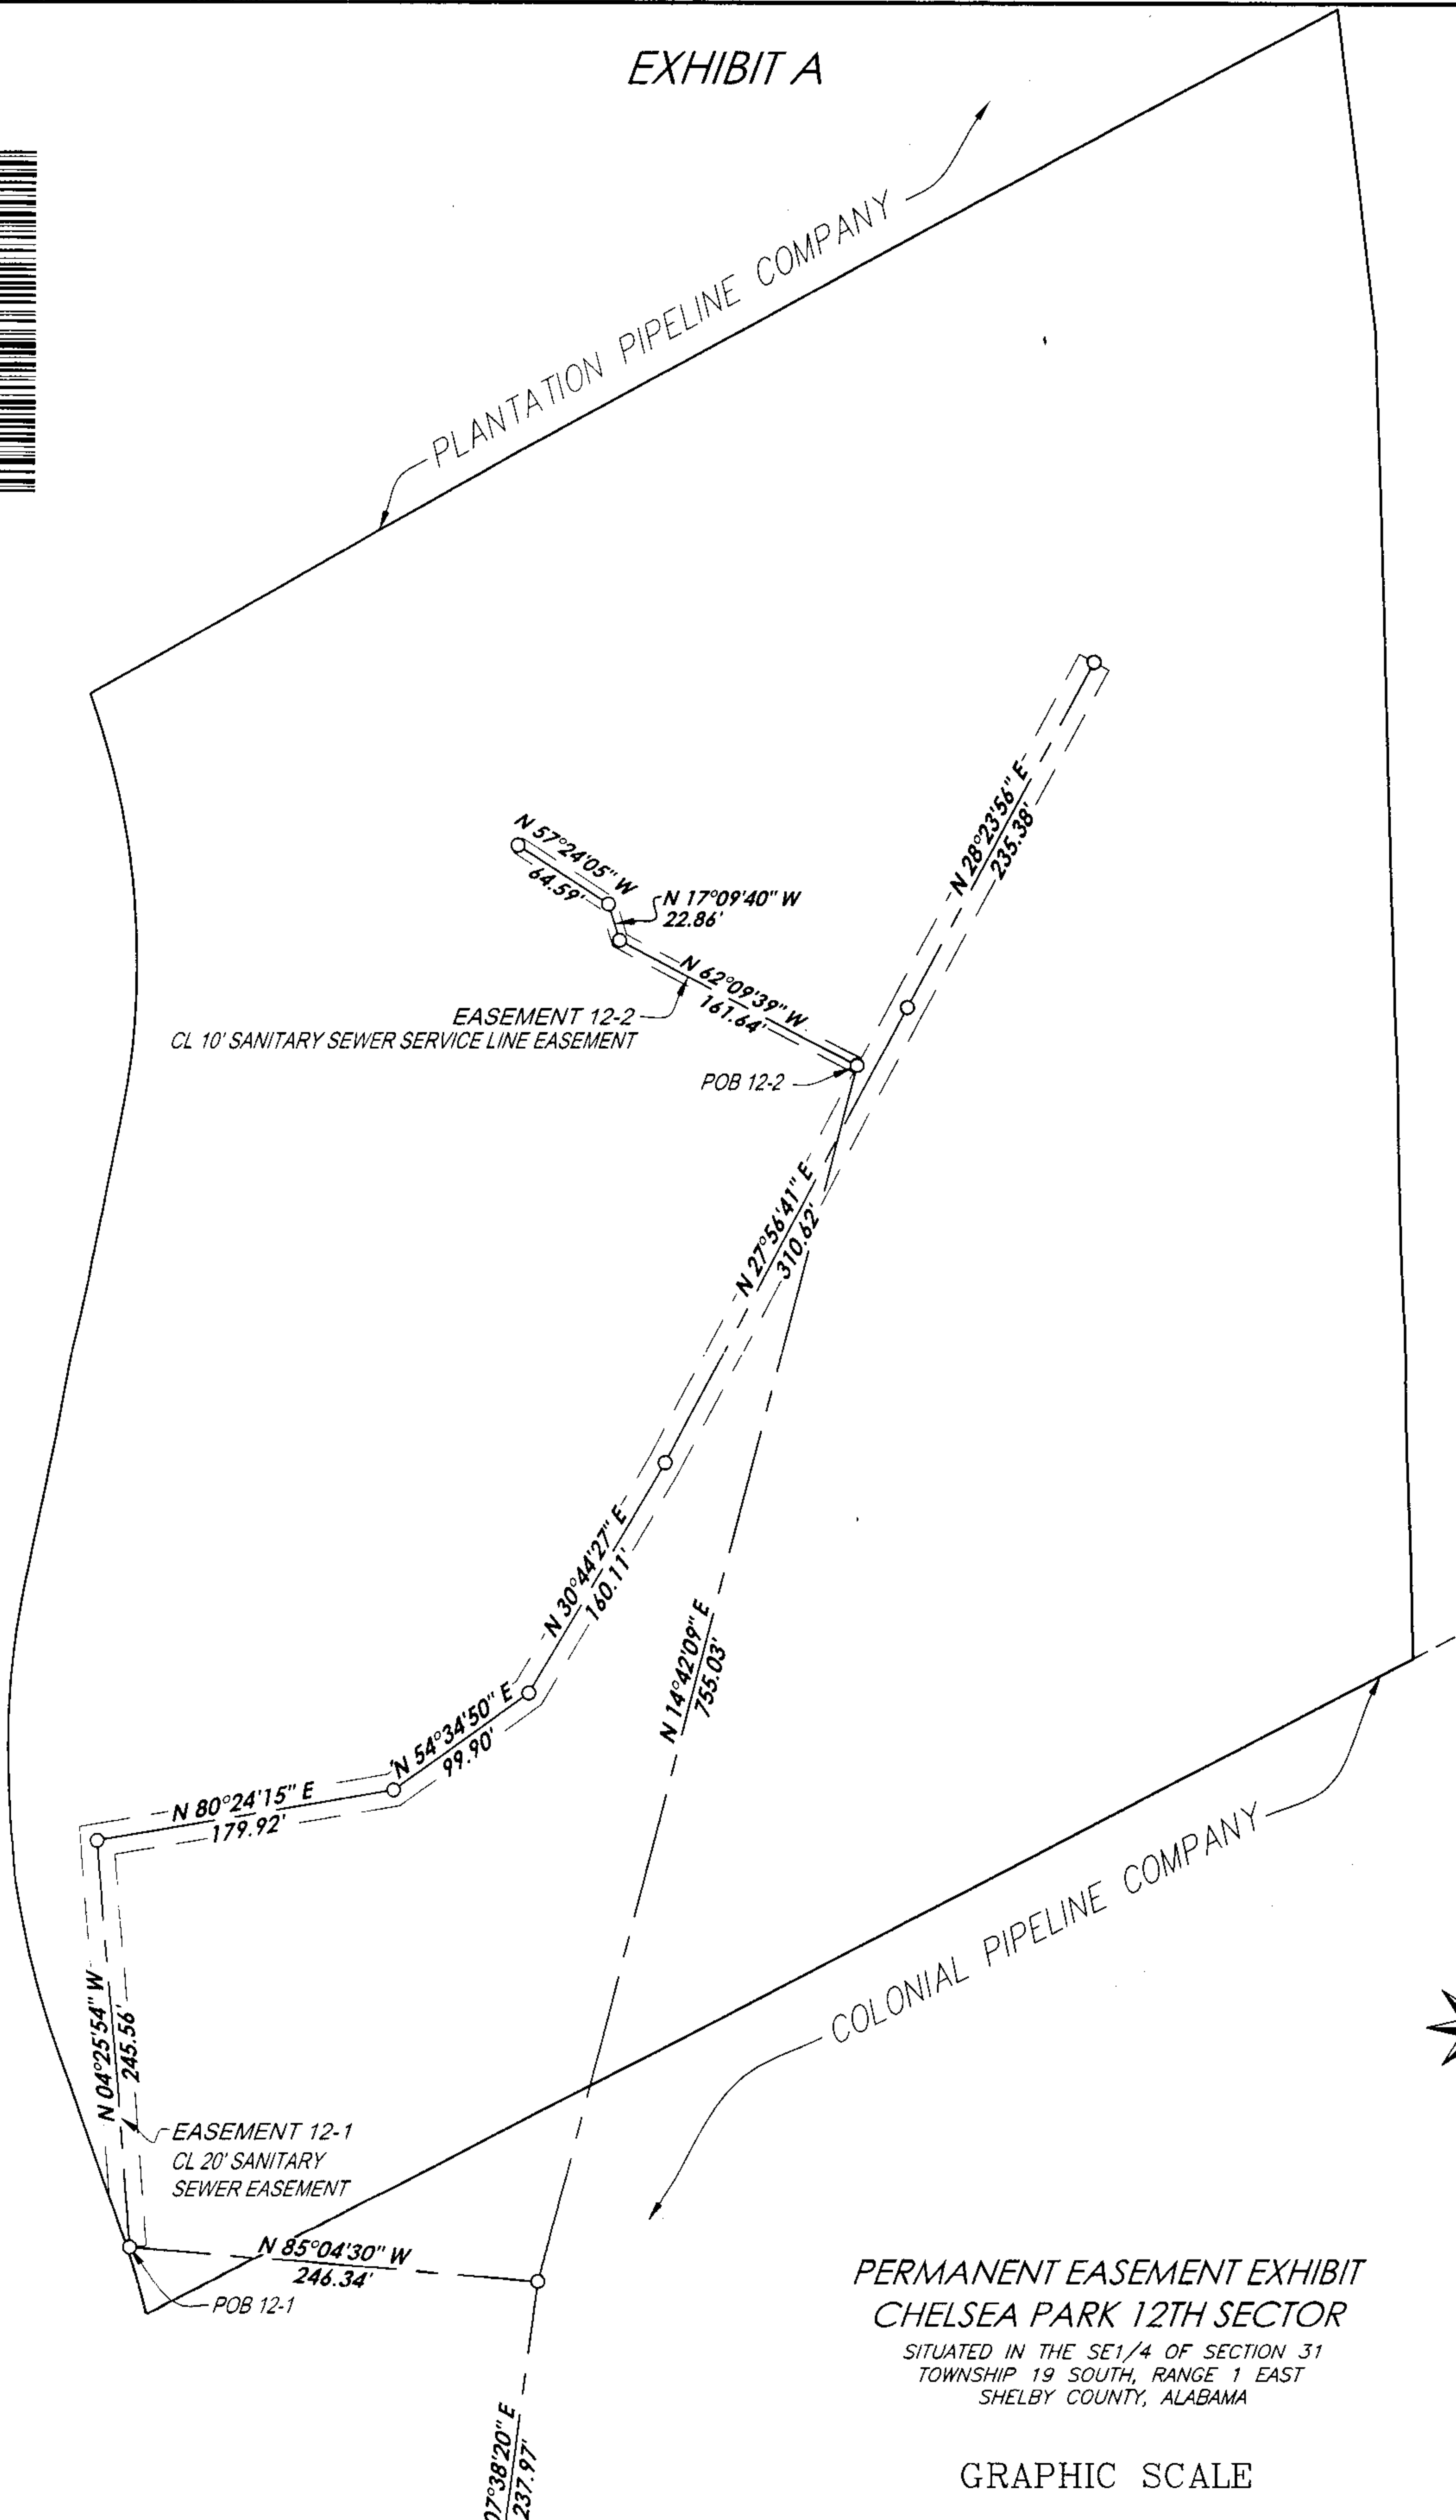 EXHIBIT A
PLANTATION PIPELINE COMPANY
N 28°23'56" E
235.38'
N 57°24'05" W
64.59'
N 17°09'40" W
22.86'
N 62°09'39" W
161.64'
EASEMENT 12-2
CL 10' SANITARY SEWER SERVICE LINE EASEMENT
POB 12-2
N 27°56'41" E
310.62'
N 30°44'27" E
160.11'
N 14°42'09" E
755.03'
N 54°34'50" E
99.90'
N 80°24'15" E
179.92'
COLONIAL PIPELINE COMPANY
N 04°25'54" W
245.56'
EASEMENT 12-1
CL 20' SANITARY
SEWER EASEMENT
N 85°04'30" W
246.34'
POB 12-1
PERMANENT EASEMENT EXHIBIT
CHELSEA PARK 12TH SECTOR
SITUATED IN THE SE1/4 OF SECTION 31
TOWNSHIP 19 SOUTH, RANGE 1 EAST
SHELBY COUNTY, ALABAMA
07°38'20" E
237.97'
GRAPHIC SCALE